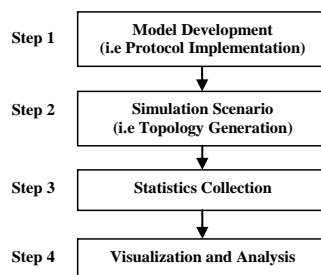 Step 1
Model Development
(i.e Protocol Implementation)
Step 2
Simulation Scenario
(i.e Topology Generation)
Step 3
Statistics Collection
Step 4
Visualization and Analysis